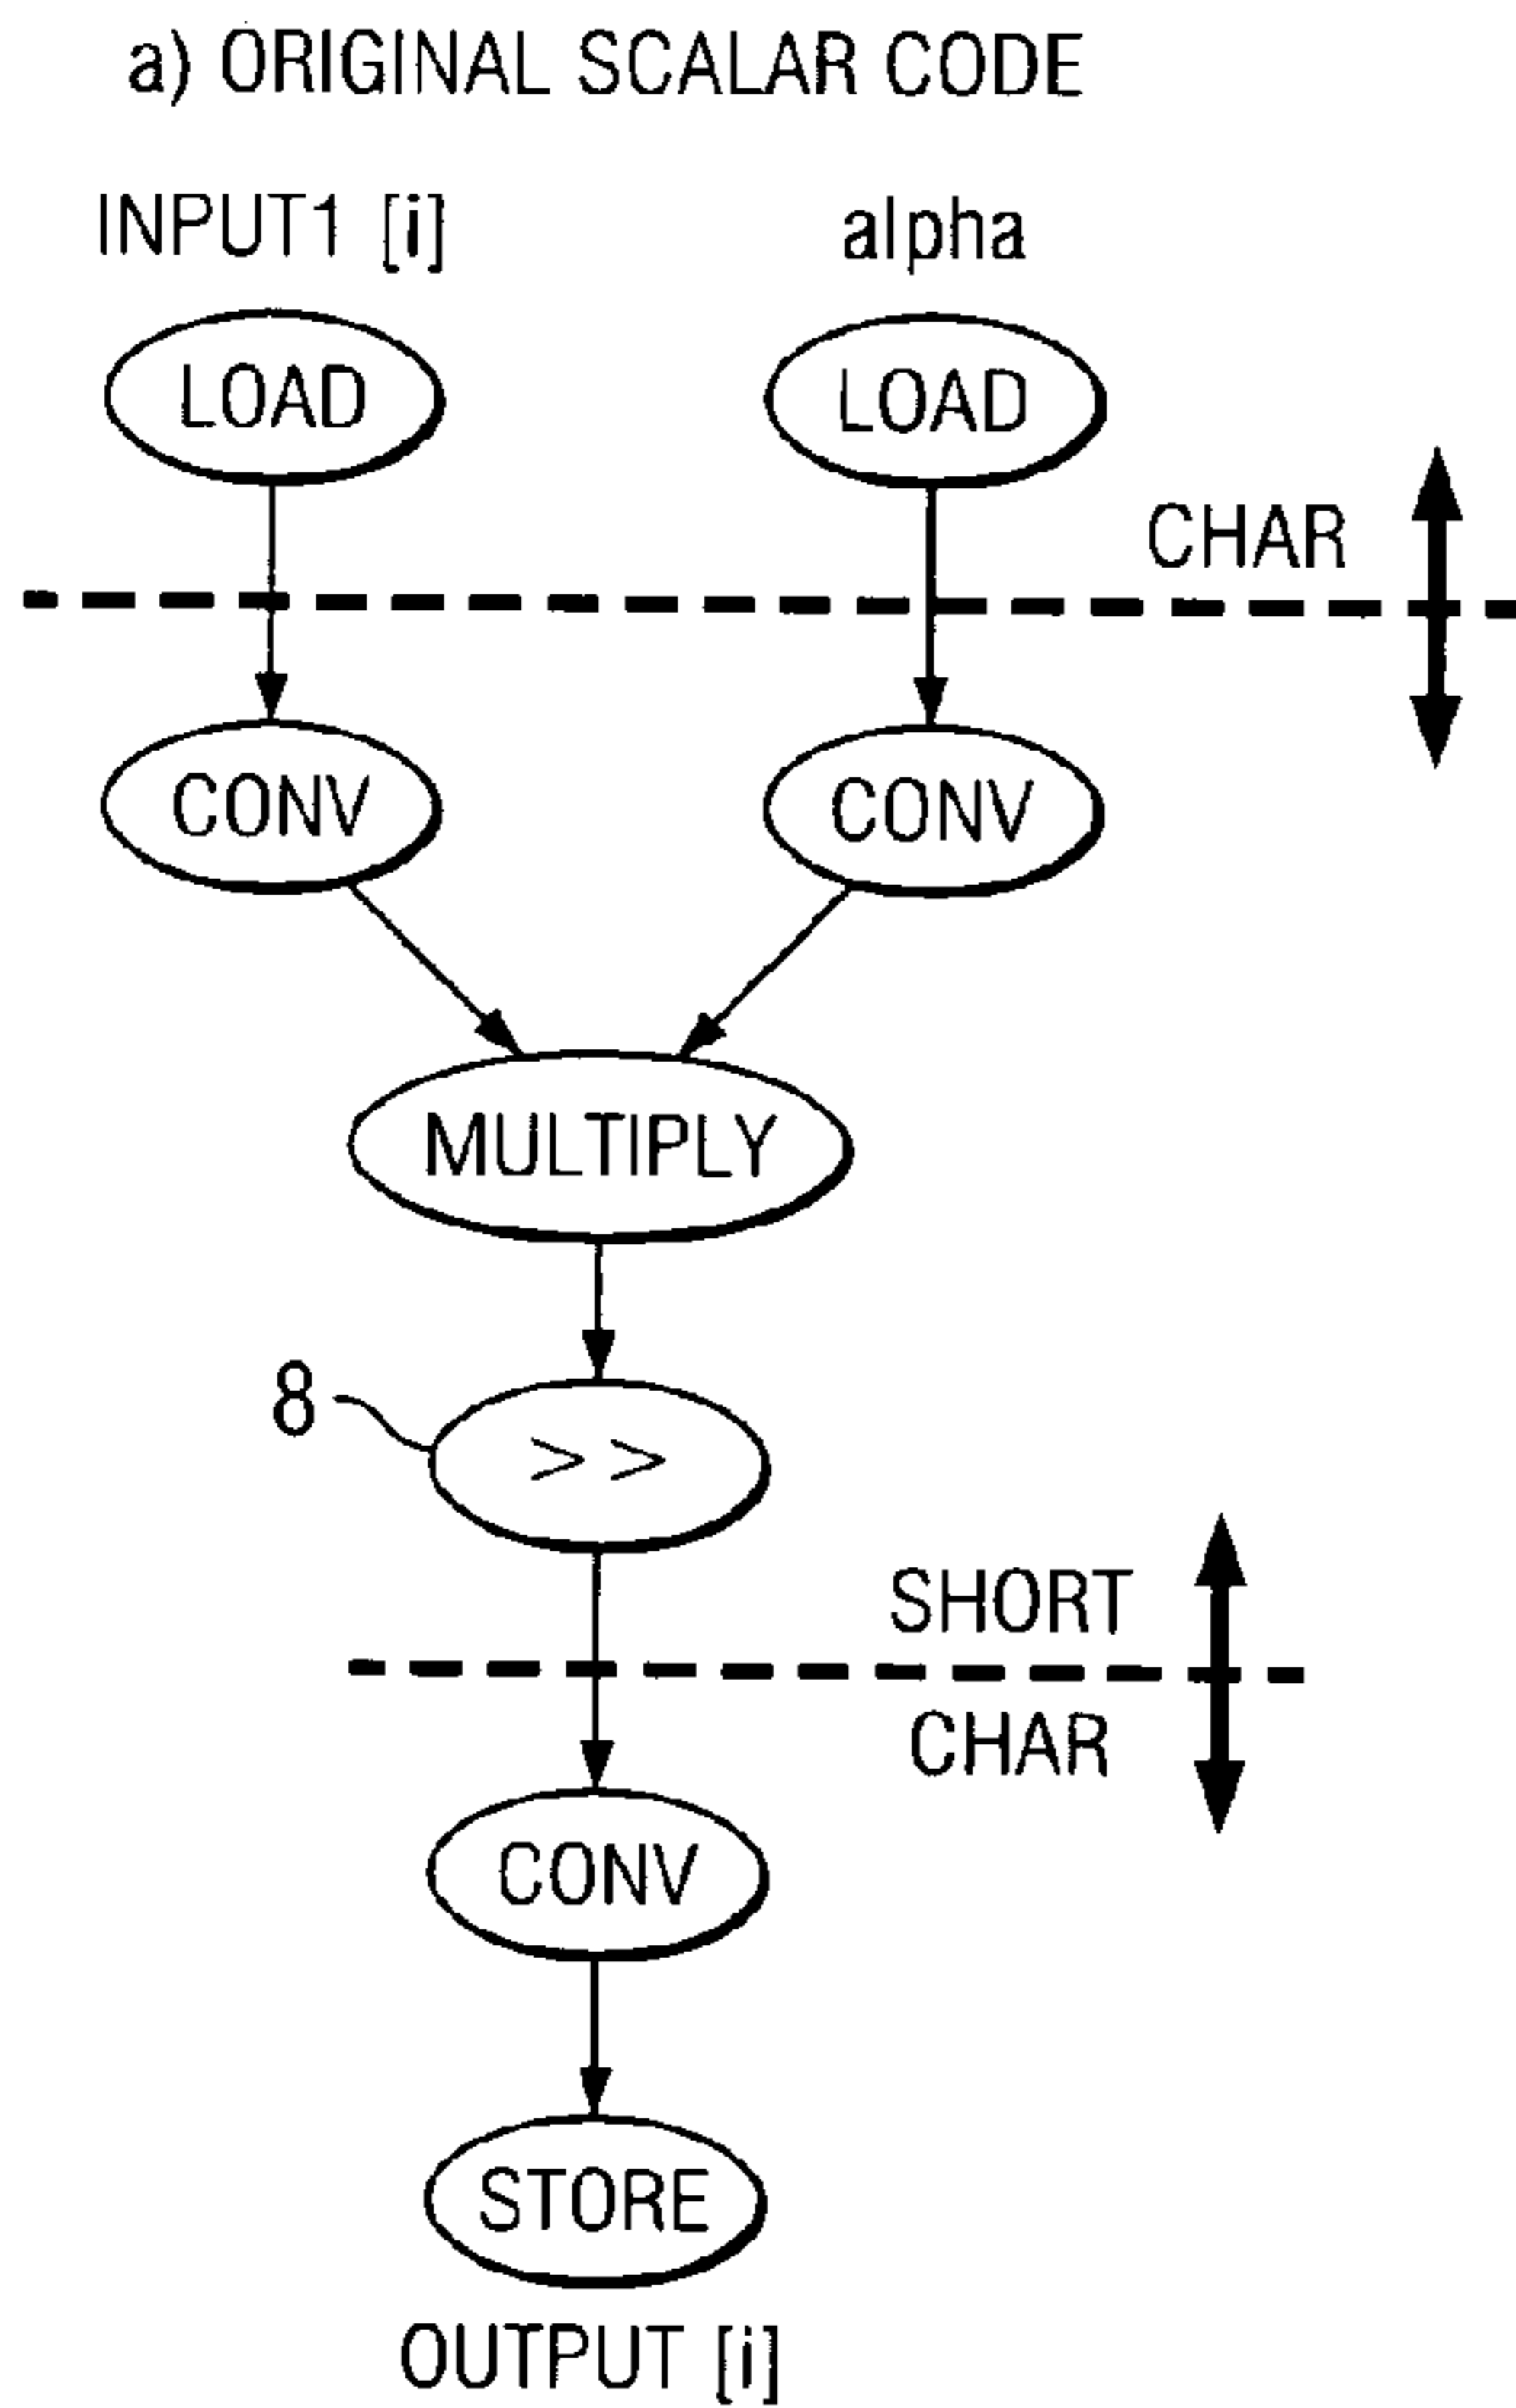 a) ORIGINAL SCALAR CODE
INPUT1 [i]
alpha
LOAD
LOAD
CHAR
CONV
CONV
MULTIPLY
8
>>
SHORT
CHAR
CONV
STORE
OUTPUT [i]